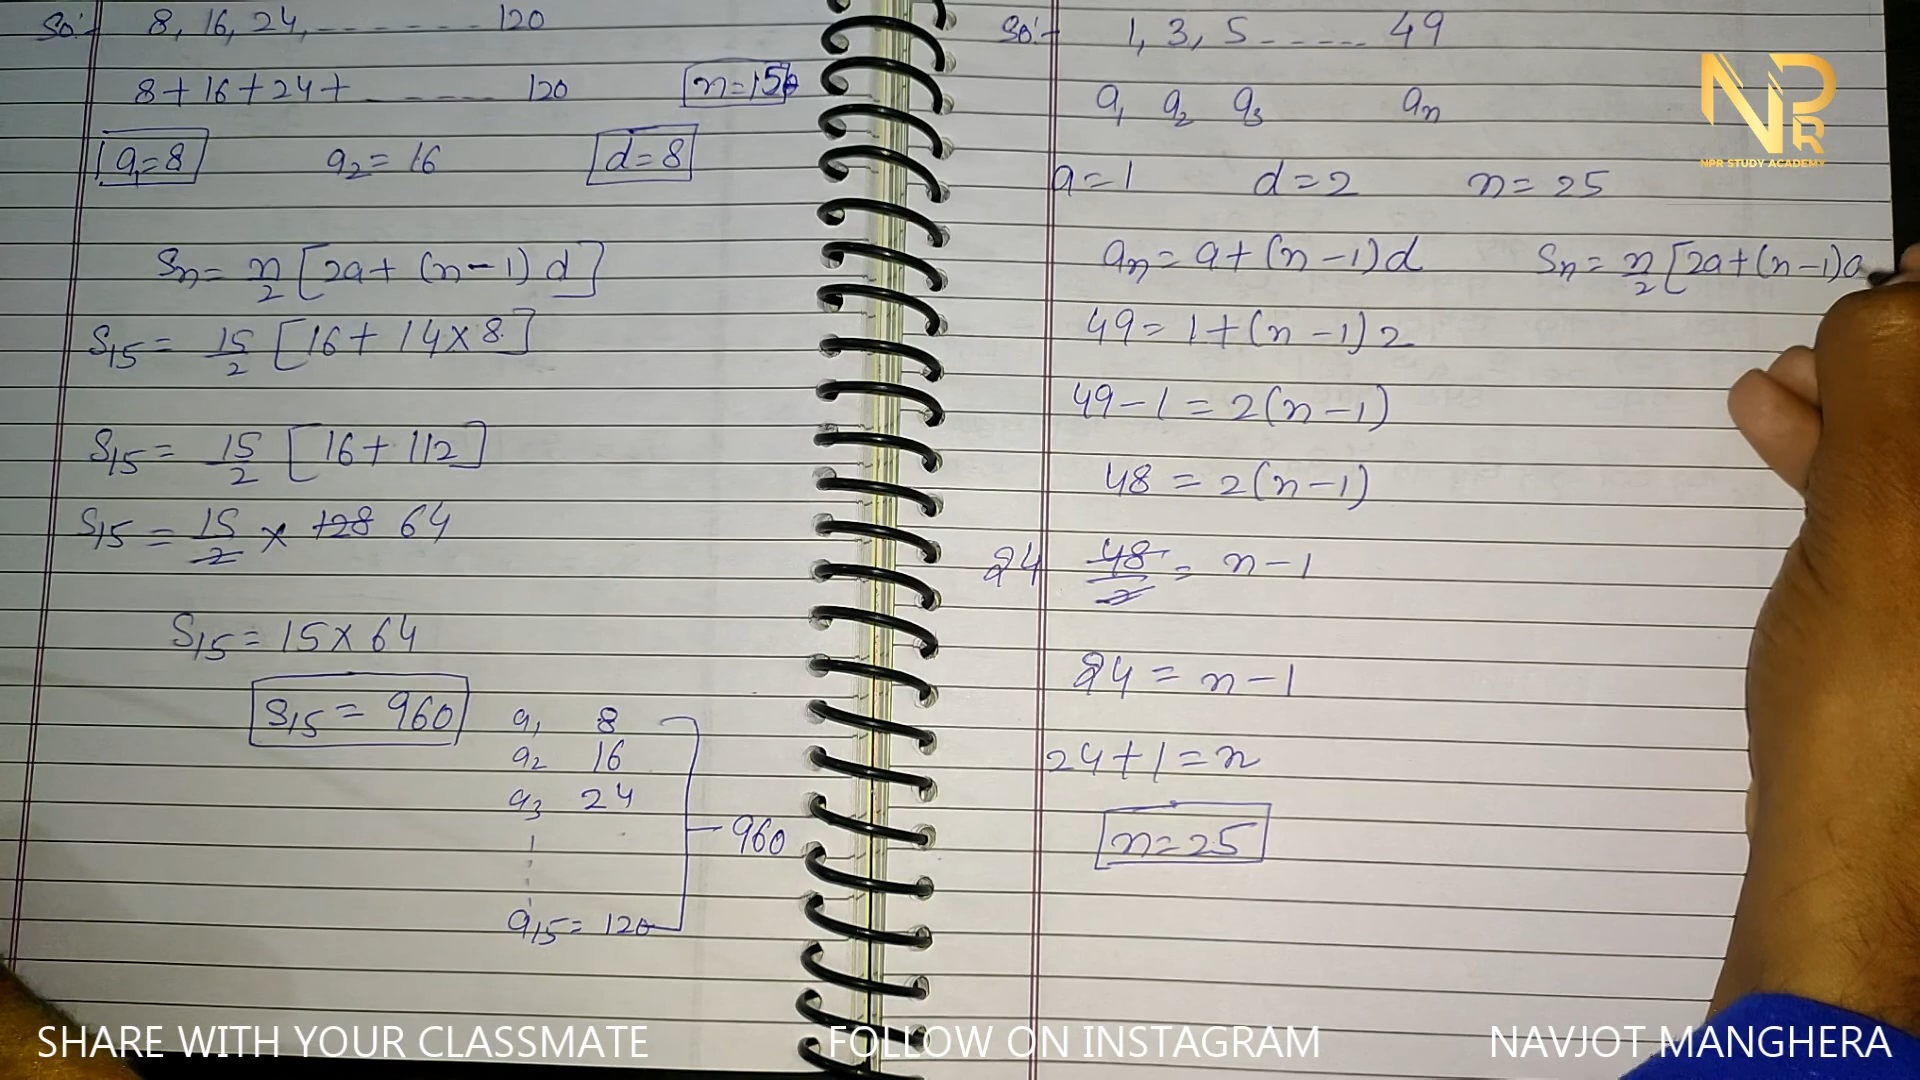 So:- 8, 16, 24, ------- 120
8 + 16 + 24 + ------ 120 n=15
a₁=8 a₂=16 d=8
Sn = n/2 [2a + (n-1) d]
S15 = 15/2 [16 + 14 × 8]
S15 = 15/2 [16 + 112]
S15 = 15/2 × 128 64
S15 = 15 × 64
S15 = 960
a₁ 8
a₂ 16
a₃ 24
960
a15 = 120
So:- 1, 3, 5 ----- 49
a₁ a₂ a₃ an
a=1 d=2 n=25
an = a + (n-1)d Sn = n/2 [2a+(n-1)d
49 = 1 + (n-1) 2
49-1 = 2(n-1)
48 = 2(n-1)
24 48/2 = n-1
24 = n-1
24+1 = n
n=25
NPR
NPR STUDY ACADEMY
SHARE WITH YOUR CLASSMATE FOLLOW ON INSTAGRAM NAVJOT MANGHERA